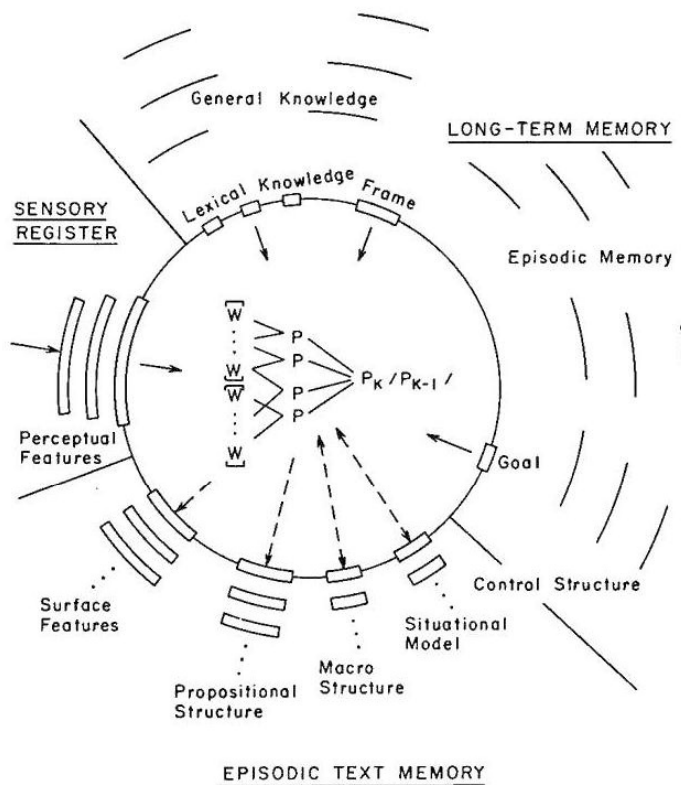 General Knowledge
LONG-TERM MEMORY
Lexical Knowledge
Frame
SENSORY
REGISTER
Episodic Memory
W
P
P
W
W
P
P
W
PK/PK-1/
Perceptual
Features
Goal
Surface
Features
Control Structure
Situational
Model
Macro
Structure
Propositional
Structure
EPISODIC TEXT MEMORY